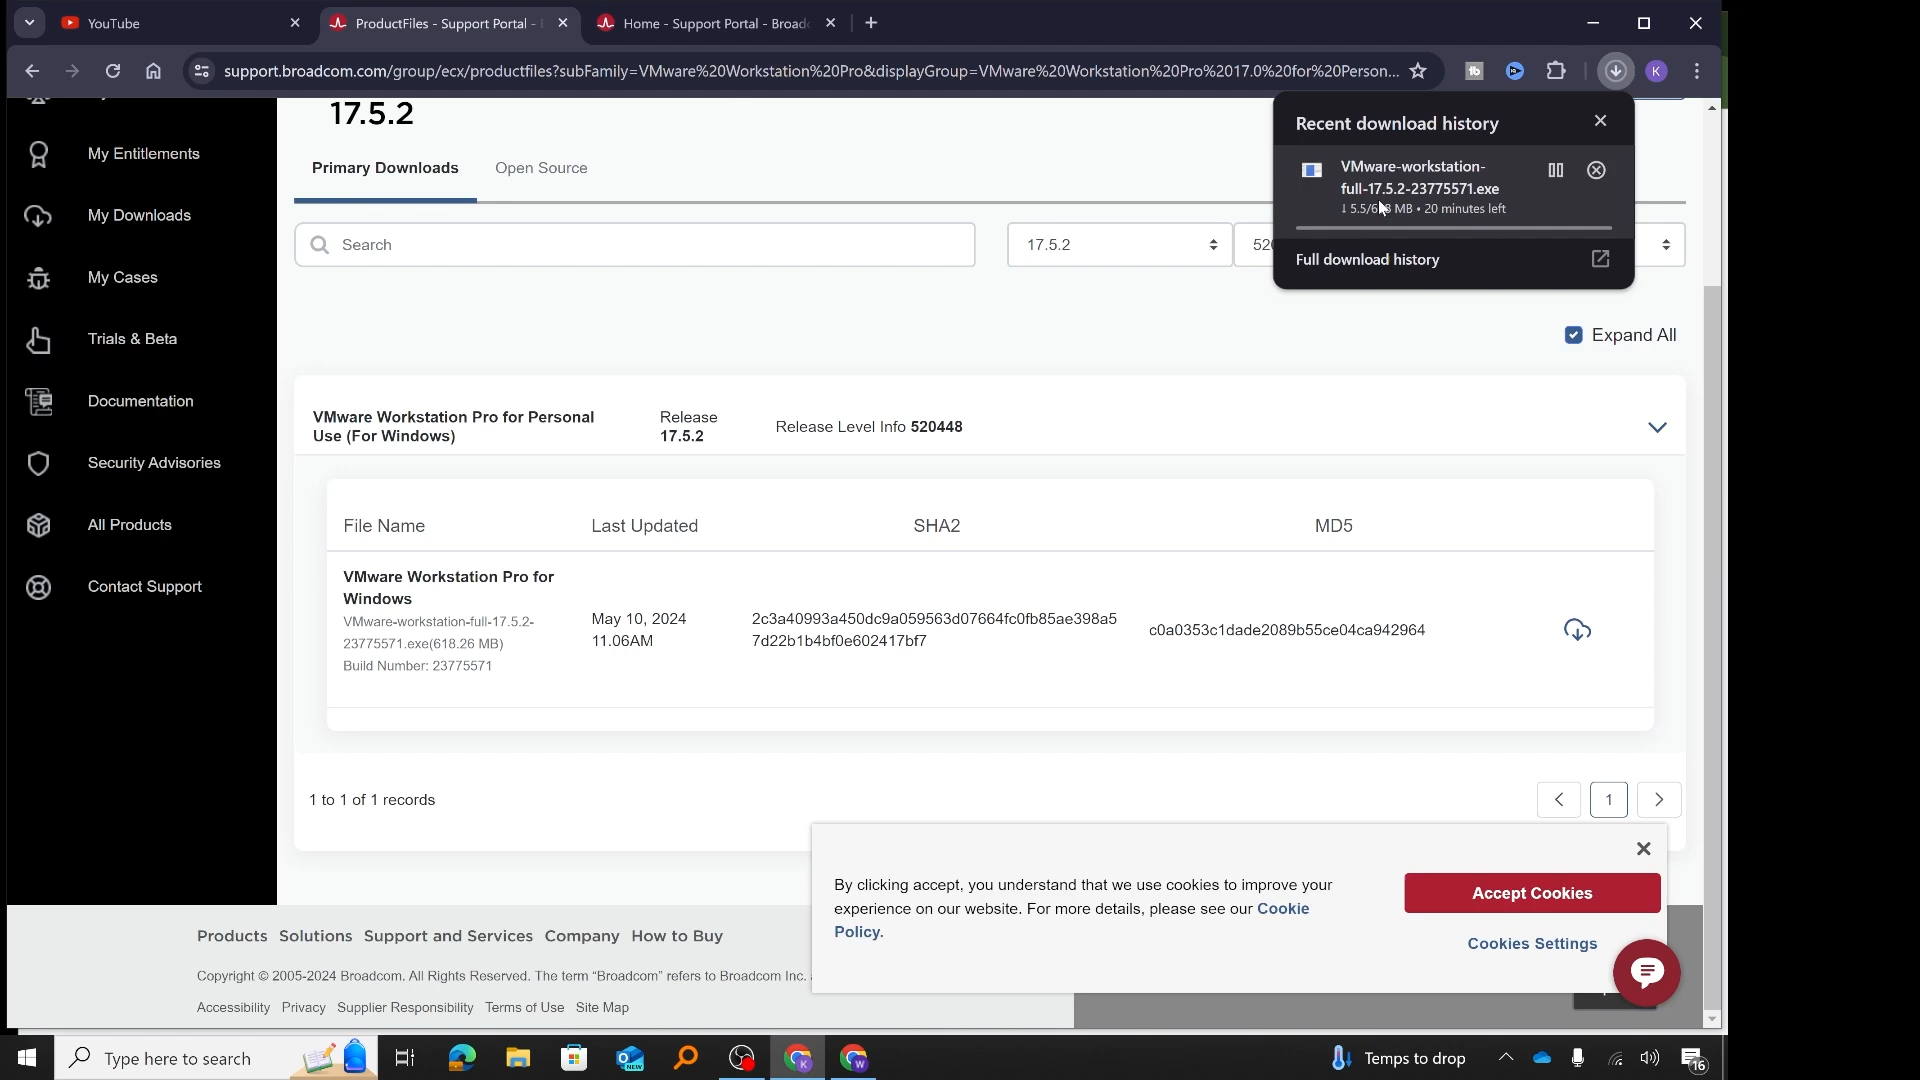 YouTube
ProductFiles - Support Portal -
Home - Support Portal - Broad
support.broadcom.com/group/ecx/productfiles?subFamily=VMware%20Workstation%20Pro&displayGroup=VMware%20Workstation%20Pro%2017.0%20for%20Person...
K
17.5.2
Recent download history
VMware-workstation-
full-17.5.2-23775571.exe
MB • 20 minutes left
Full download history
My Entitlements
My Downloads
My Cases
Trials & Beta
Documentation
Security Advisories
All Products
Contact Support
Primary Downloads
Open Source
Search
17.5.2
Expand All
VMware Workstation Pro for Personal
Use (For Windows)
Release
17.5.2
Release Level Info 520448
File Name
Last Updated
SHA2
MD5
VMware Workstation Pro for
Windows
VMware-workstation-full-17.5.2-
23775571.exe(618.26 MB)
Build Number: 23775571
May 10, 2024
11.06AM
2c3a40993a450dc9a059563d07664fc0fb85ae398a5
7d22b1b4bf0e602417bf7
c0a0353c1dade2089b55ce04ca942964
1 to 1 of 1 records
1
By clicking accept, you understand that we use cookies to improve your
experience on our website. For more details, please see our Cookie
Policy.
Accept Cookies
Cookies Settings
Products Solutions Support and Services Company How to Buy
Copyright © 2005-2024 Broadcom. All Rights Reserved. The term “Broadcom” refers to Broadcom Inc.
Accessibility Privacy Supplier Responsibility Terms of Use Site Map
Type here to search
NEW
K
W
Temps to drop
16